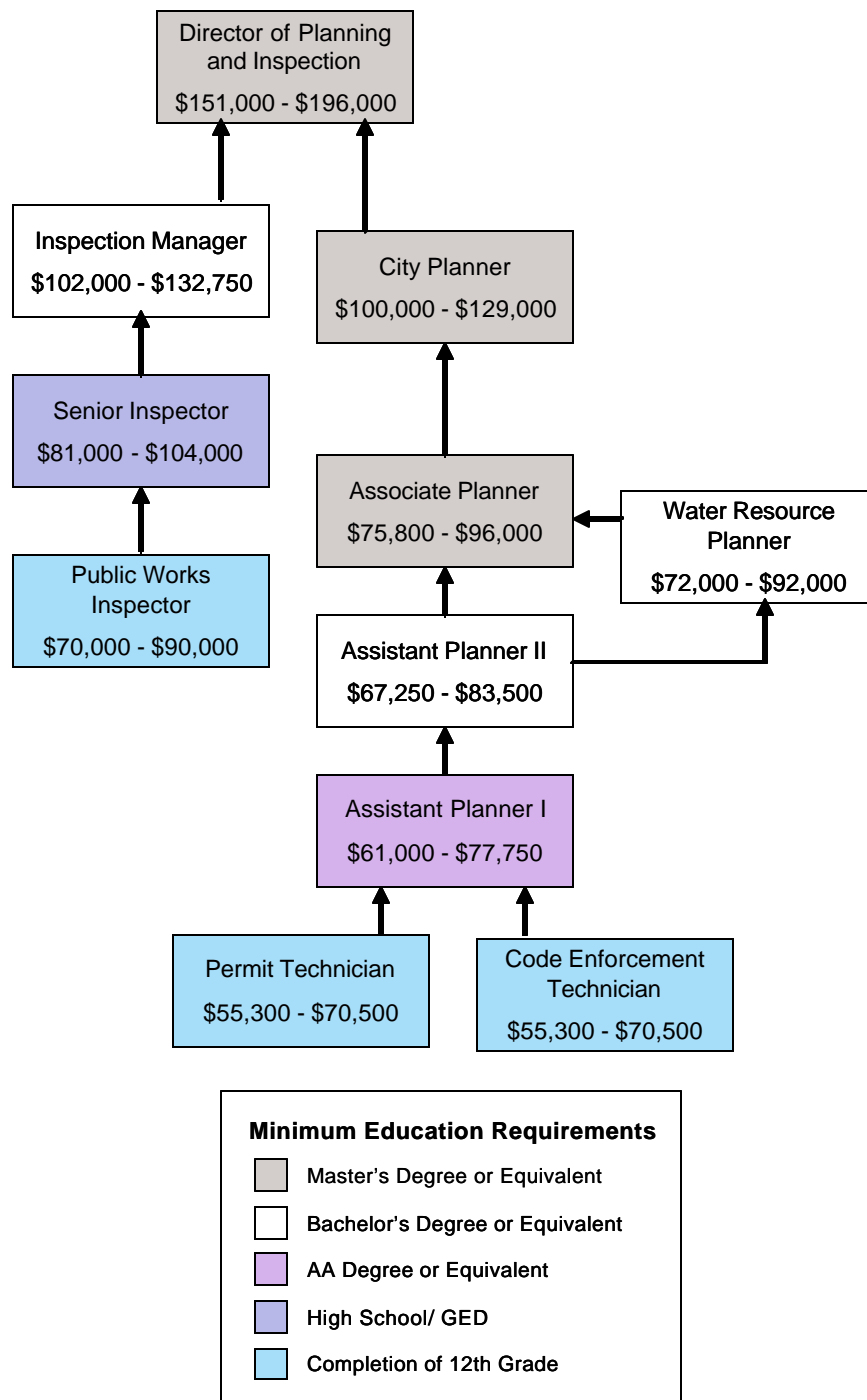 Director of Planning
and Inspection
$151,000 - $196,000
Inspection Manager
$102,000 - $132,750
City Planner
$100,000 - $129,000
Senior Inspector
$81,000 - $104,000
Associate Planner
$75,800 - $96,000
Water Resource
Planner
$72,000 - $92,000
Public Works
Inspector
$70,000 - $90,000
Assistant Planner II
$67,250 - $83,500
Assistant Planner I
$61,000 - $77,750
Permit Technician
$55,300 - $70,500
Code Enforcement
Technician
$55,300 - $70,500
Minimum Education Requirements
Master's Degree or Equivalent
Bachelor's Degree or Equivalent
AA Degree or Equivalent
High School/ GED
Completion of 12th Grade